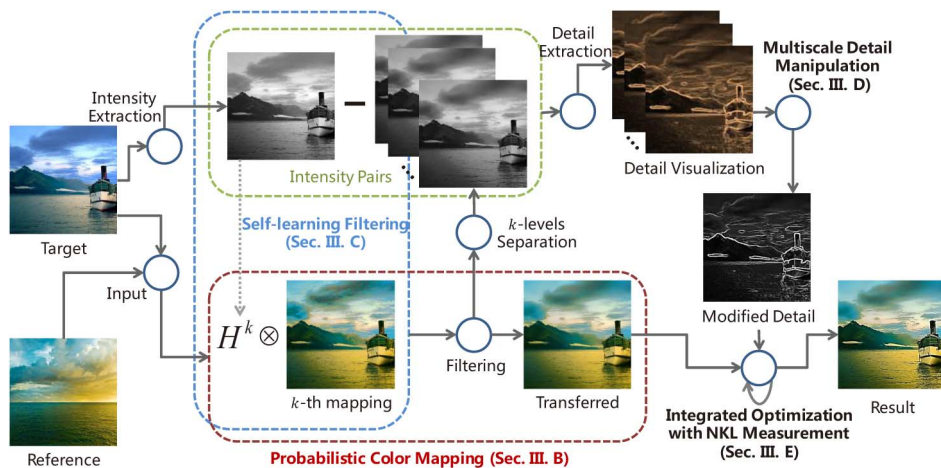 Detail
Extraction
Multiscale Detail
Manipulation
(Sec. III. D)
Intensity
Extraction
Intensity Pairs
Detail Visualization
Target
Self-learning Filtering
(Sec. III. C)
k-levels
Separation
Input
Modified Detail
H^k ⊗
Filtering
k-th mapping
Transferred
Result
Reference
Integrated Optimization
with NKL Measurement
(Sec. III. E)
Probabilistic Color Mapping (Sec. III. B)